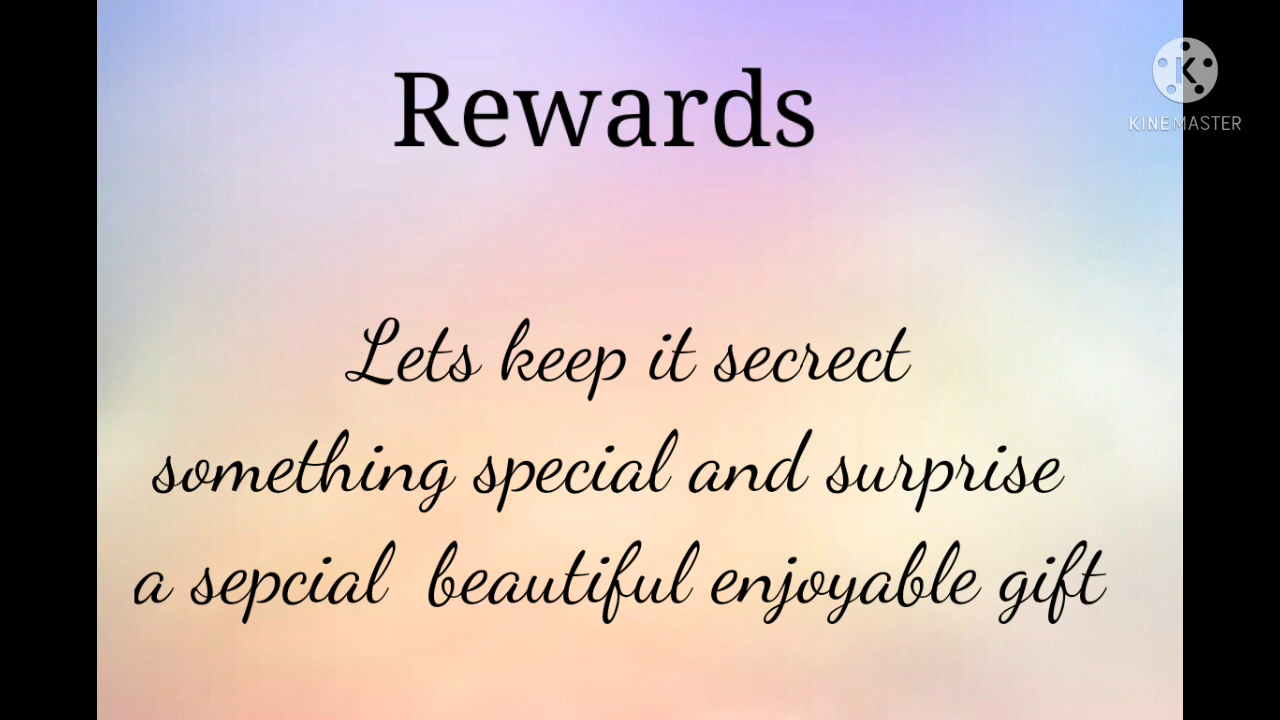 Rewards
KINEMASTER
Lets keep it secrect
something special and surprise
a sepcial beautiful enjoyable gift